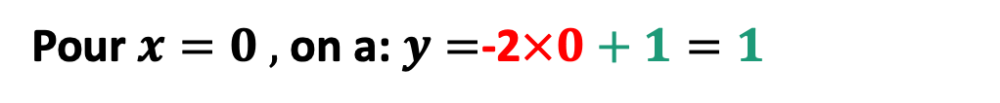 Pour 𝒙 = 𝟎 , on a: 𝒚 =-2×𝟎 + 𝟏 = 𝟏